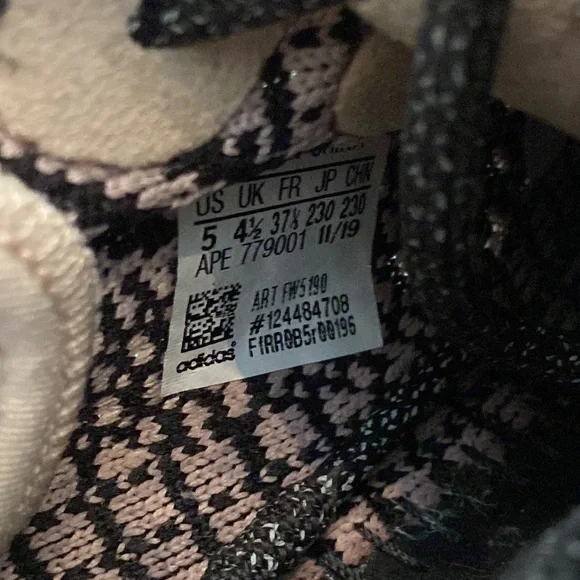 US UK FR JP CHN
5 4½ 37⅓ 230 230
APE 779001 11/19
ART FW5190
#124484708
F1RR0B5r00196
adidas